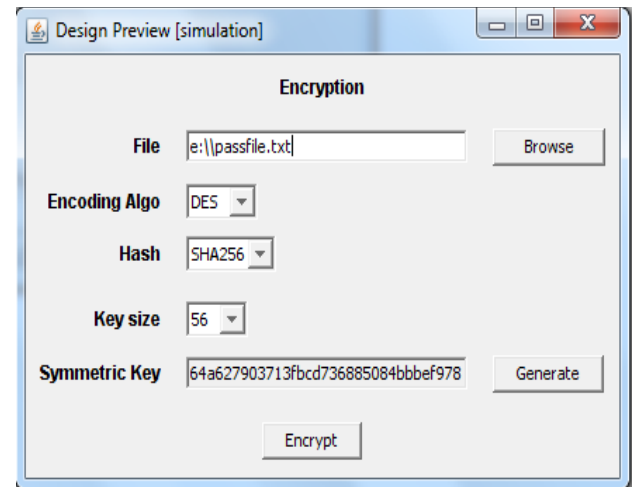 Design Preview [simulation]
Encryption
File e:\\passfile.txt Browse
Encoding Algo DES
Hash SHA256
Key size 56
Symmetric Key 64a627903713fbcd736885084bbbef978 Generate
Encrypt